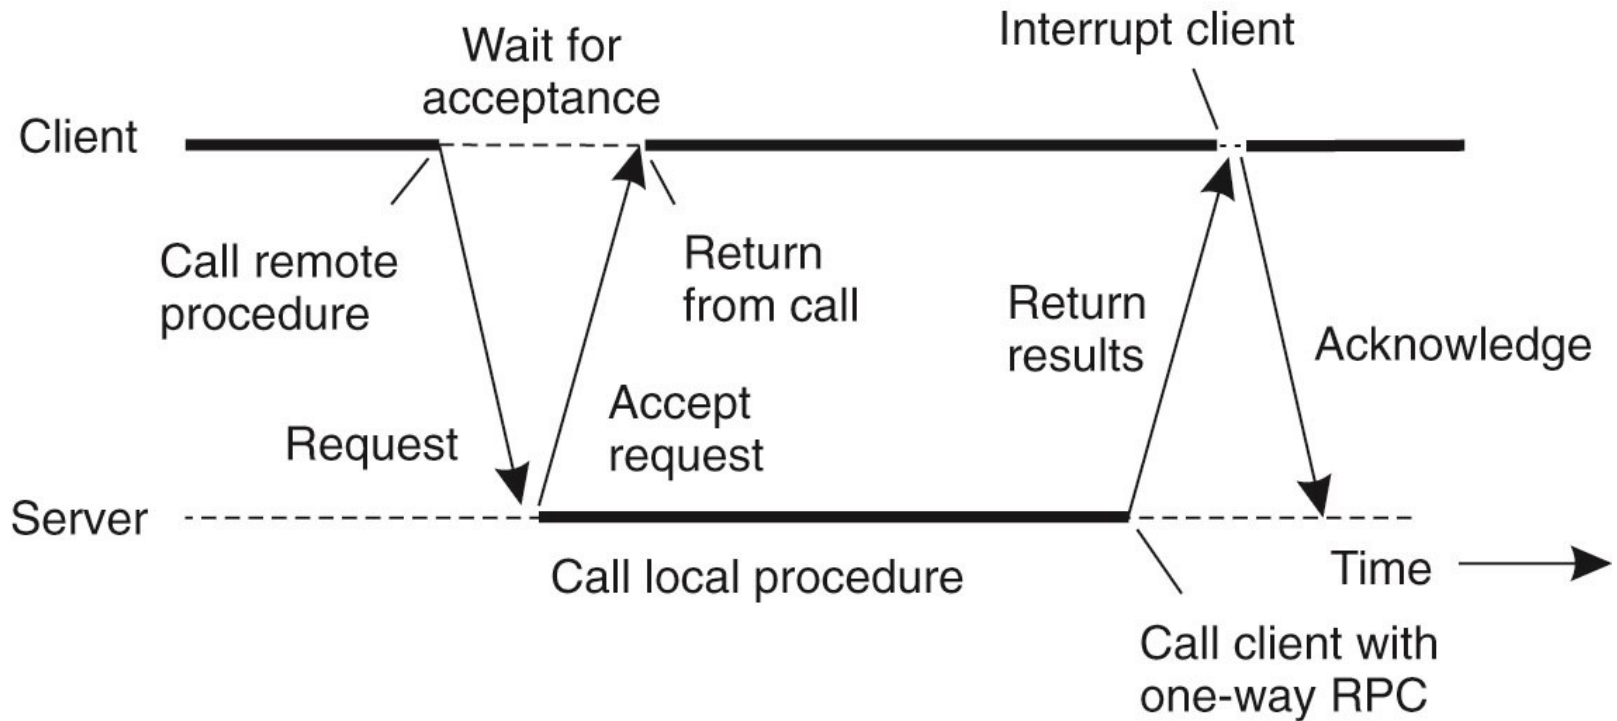 Interrupt client
Wait for
acceptance
Client
Call remote
procedure
Return
from call
Return
results
Acknowledge
Accept
request
Request
Server
Call local procedure
Time
Call client with
one-way RPC